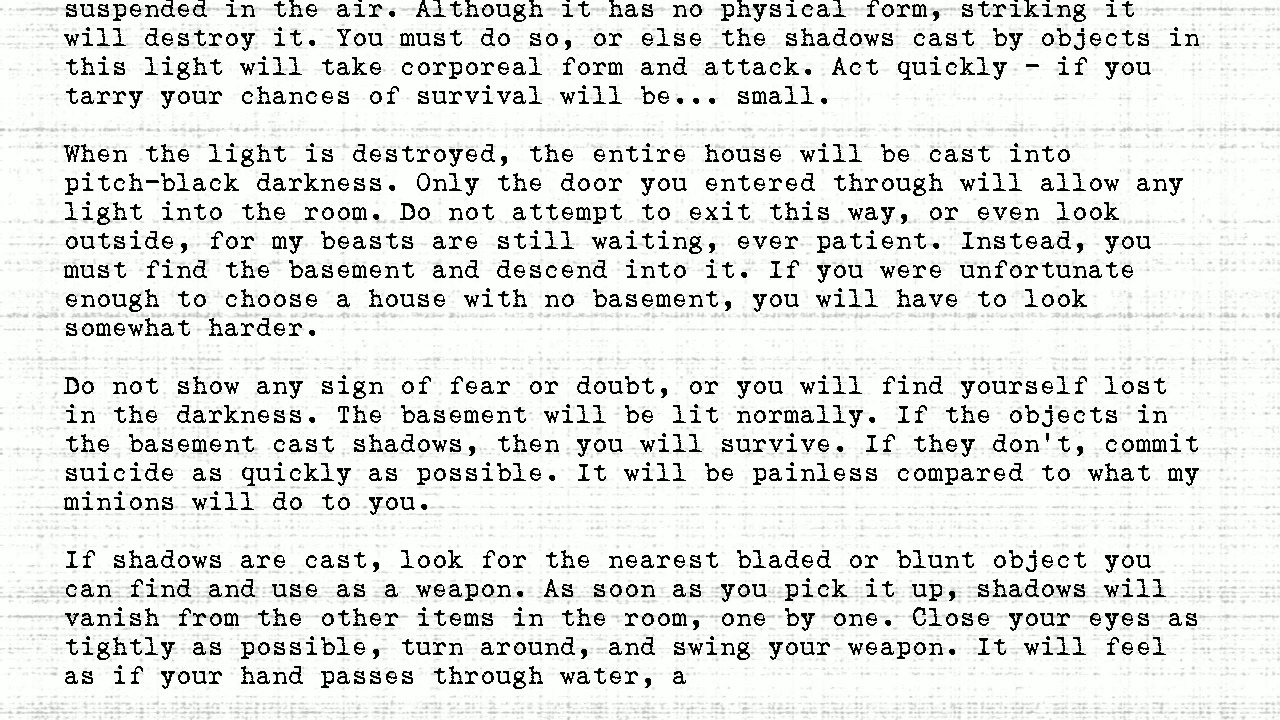 suspended in the air. Although it has no physical form, striking it
will destroy it. You must do so, or else the shadows cast by objects in
this light will take corporeal form and attack. Act quickly - if you
tarry your chances of survival will be... small.
When the light is destroyed, the entire house will be cast into
pitch-black darkness. Only the door you entered through will allow any
light into the room. Do not attempt to exit this way, or even look
outside, for my beasts are still waiting, ever patient. Instead, you
must find the basement and descend into it. If you were unfortunate
enough to choose a house with no basement, you will have to look
somewhat harder.
Do not show any sign of fear or doubt, or you will find yourself lost
in the darkness. The basement will be lit normally. If the objects in
the basement cast shadows, then you will survive. If they don't, commit
suicide as quickly as possible. It will be painless compared to what my
minions will do to you.
If shadows are cast, look for the nearest bladed or blunt object you
can find and use as a weapon. As soon as you pick it up, shadows will
vanish from the other items in the room, one by one. Close your eyes as
tightly as possible, turn around, and swing your weapon. It will feel
as if your hand passes through water, a